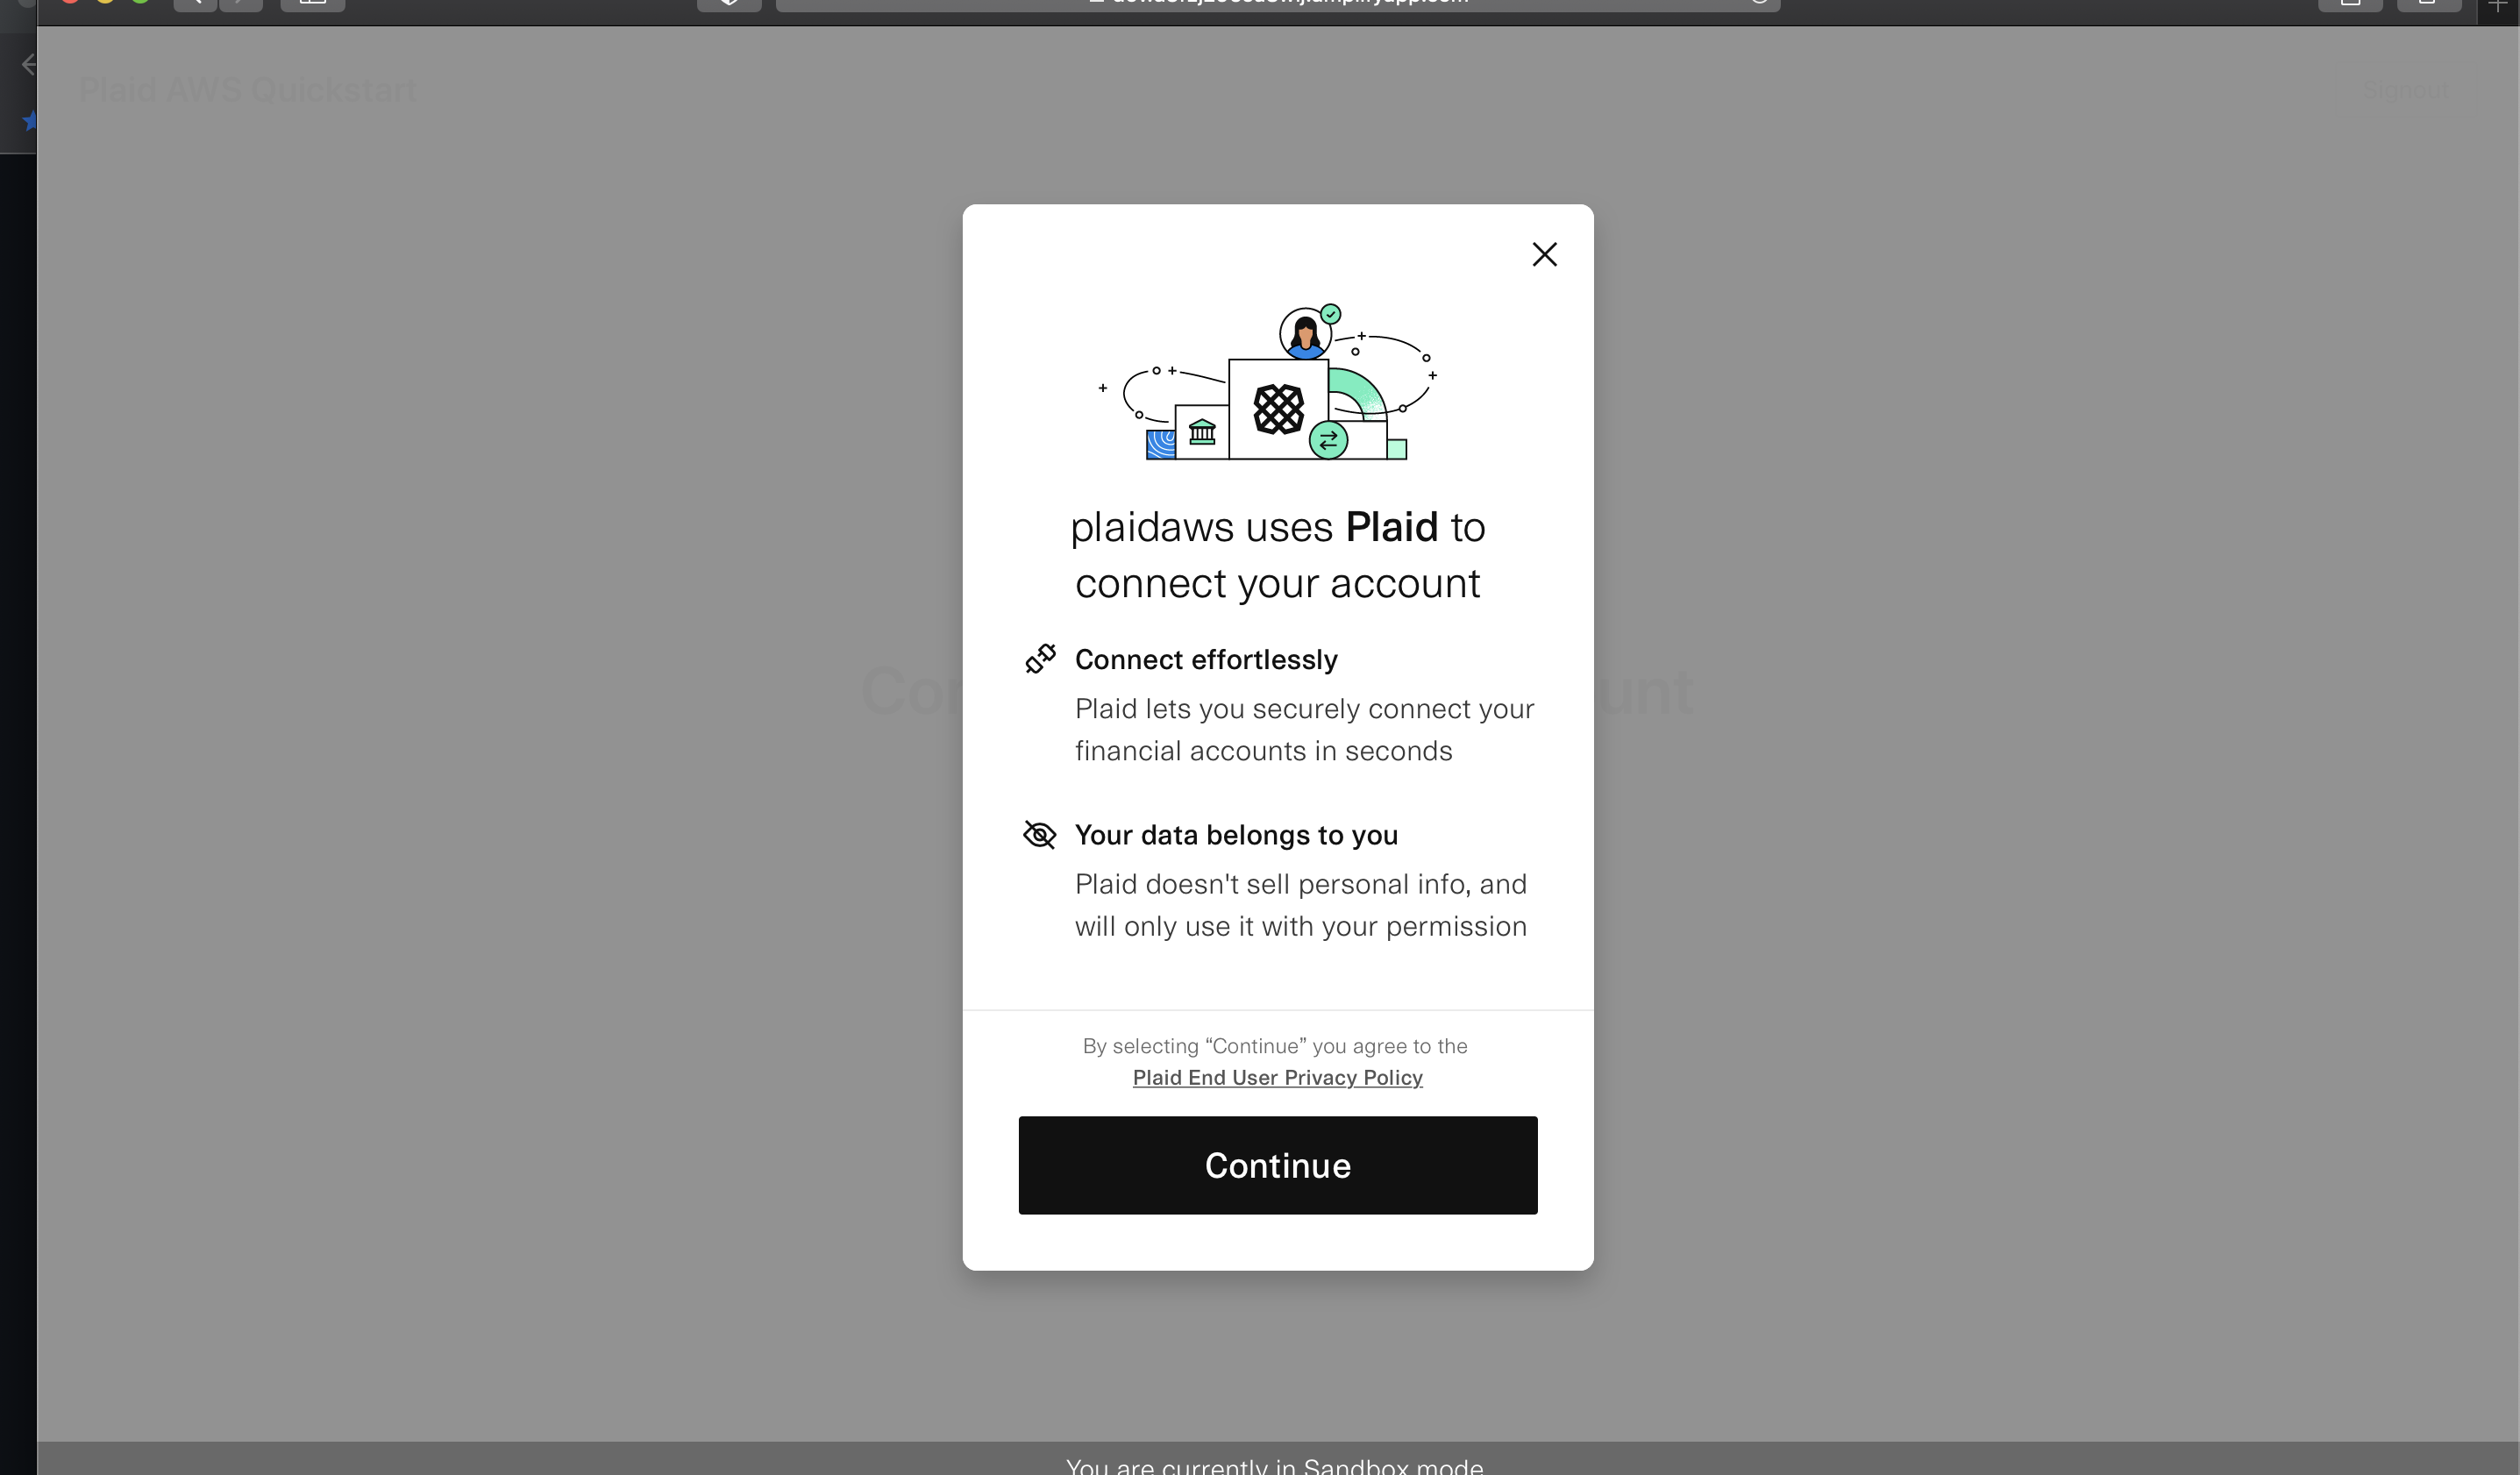 Plaid AWS Quickstart
Signout
plaidaws uses Plaid to
connect your account
Connect effortlessly
Plaid lets you securely connect your
financial accounts in seconds
Your data belongs to you
Plaid doesn't sell personal info, and
will only use it with your permission
By selecting “Continue” you agree to the
Plaid End User Privacy Policy
Continue
You are currently in Sandbox mode